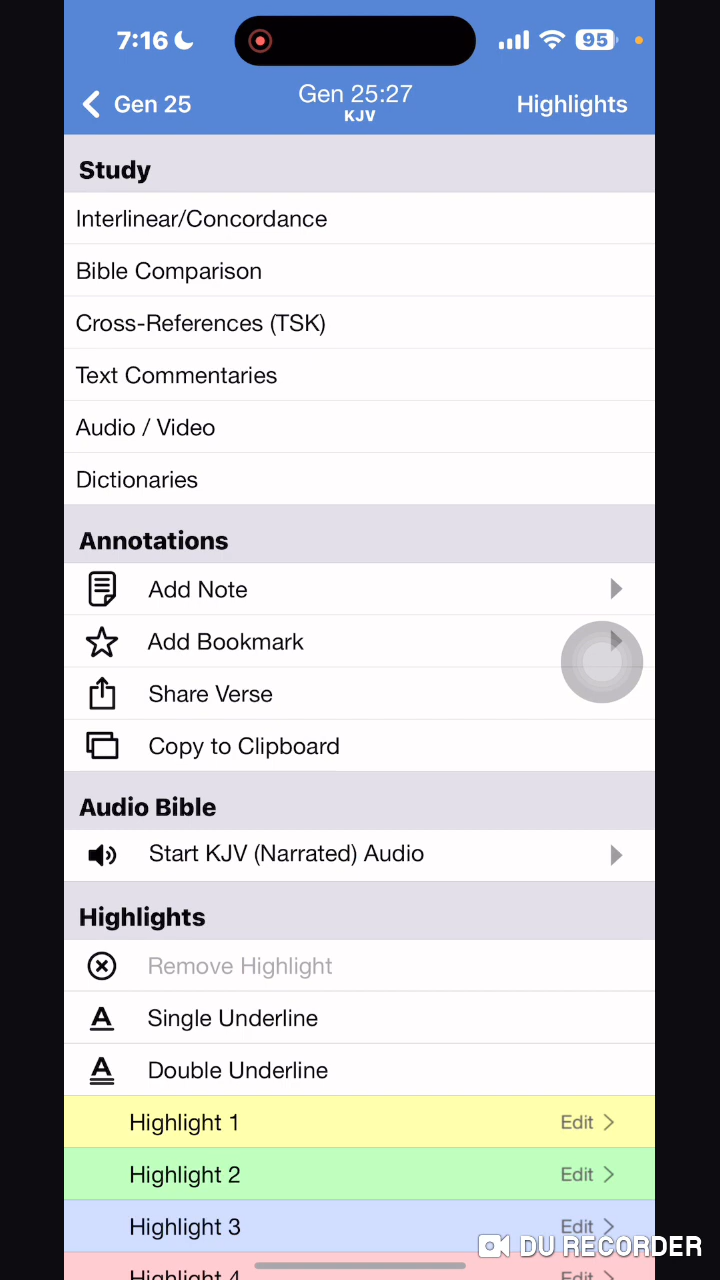 7:16
95
Gen 25
Gen 25:27
KJV
Highlights
Study
Interlinear/Concordance
Bible Comparison
Cross-References (TSK)
Text Commentaries
Audio / Video
Dictionaries
Annotations
Add Note
Add Bookmark
Share Verse
Copy to Clipboard
Audio Bible
Start KJV (Narrated) Audio
Highlights
Remove Highlight
A Single Underline
A Double Underline
Highlight 1 Edit
Highlight 2 Edit
Highlight 3 Edit
DU RECORDER
Highlight 4 Edit